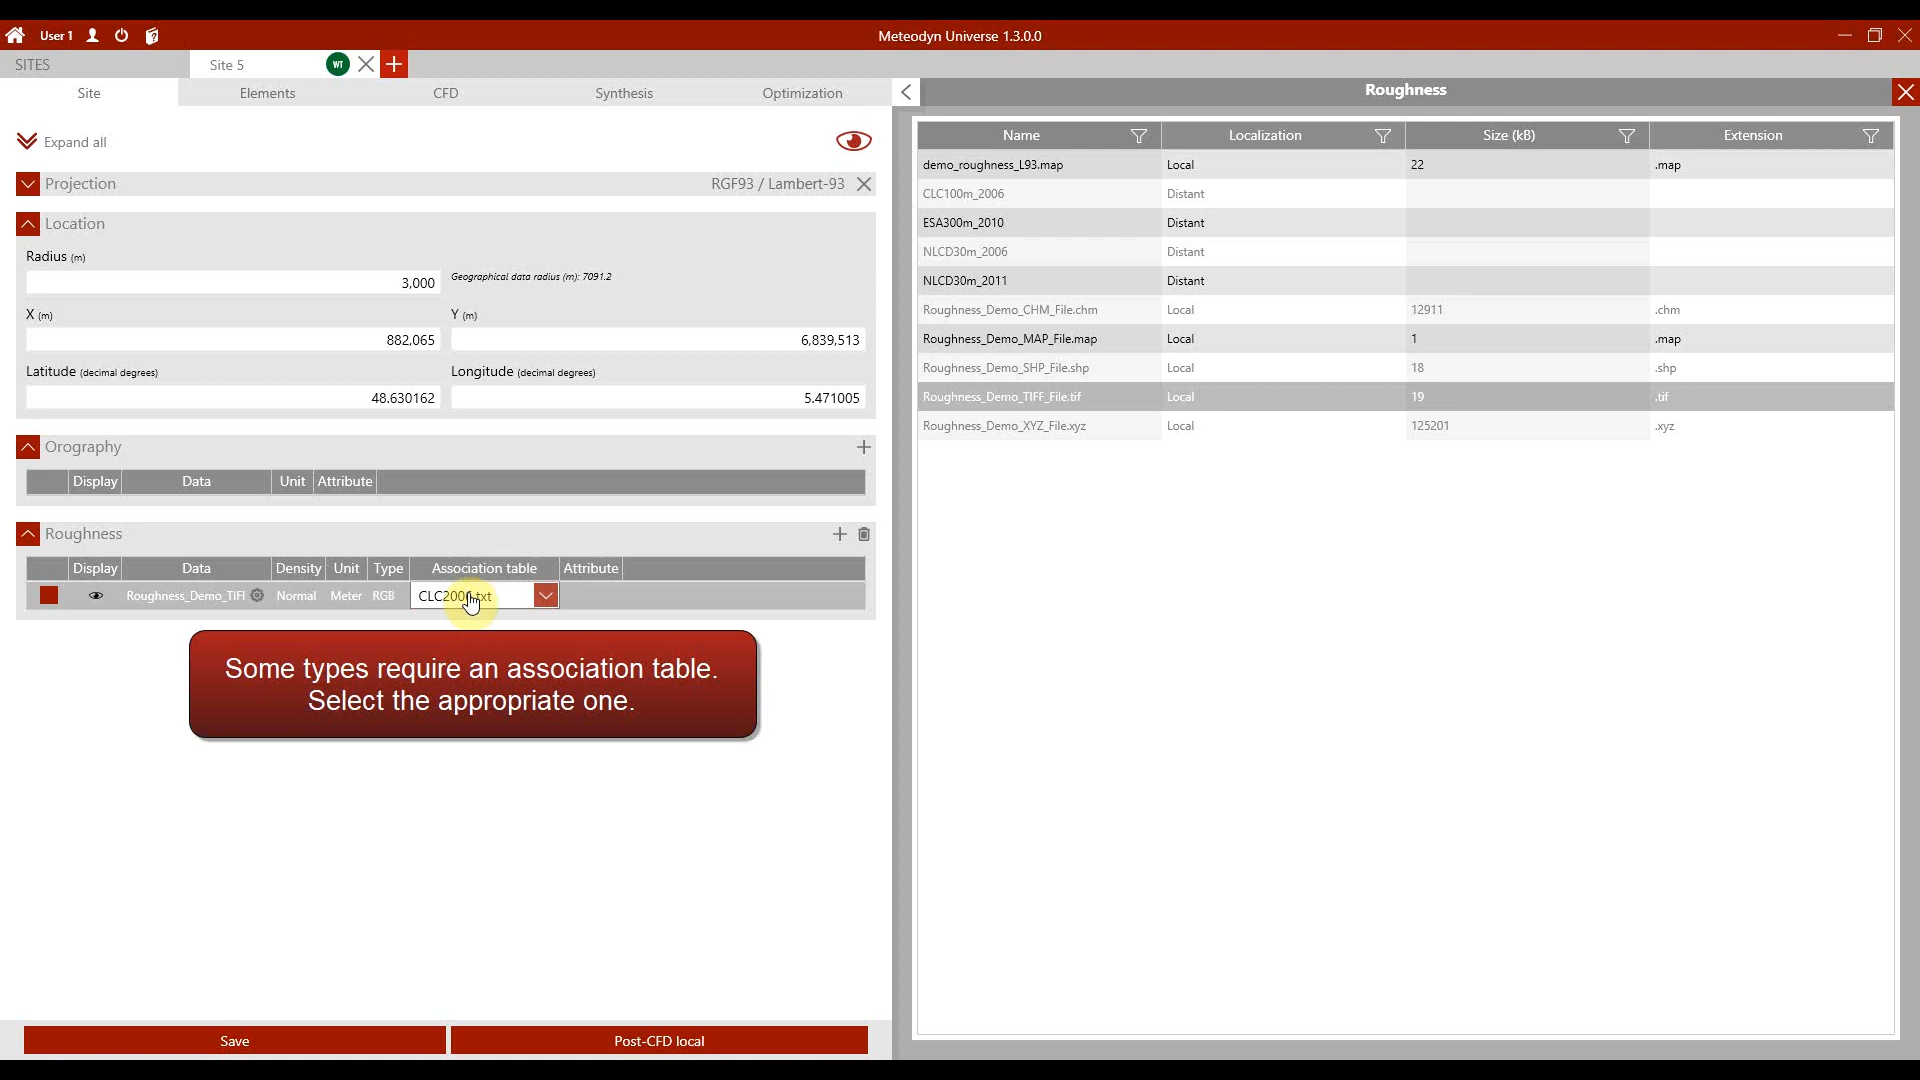 User 1
Meteodyn Universe 1.3.0.0
SITES
Site 5
WT
Site
Elements
CFD
Synthesis
Optimization
Roughness
Expand all
Projection
RGF93 / Lambert-93
Location
Radius (m)
3,000
Geographical data radius (m): 7091.2
X (m)
Y (m)
882,065
6,839,513
Latitude (decimal degrees)
Longitude (decimal degrees)
48.630162
5.471005
Orography
Display Data Unit Attribute
Roughness
Display Data Density Unit Type Association table Attribute
Roughness_Demo_TIFI Normal Meter RGB CLC2006.txt
Some types require an association table.
Select the appropriate one.
Save
Post-CFD local
Name Localization Size (kB) Extension
demo_roughness_L93.map Local 22 .map
CLC100m_2006 Distant
ESA300m_2010 Distant
NLCD30m_2006 Distant
NLCD30m_2011 Distant
Roughness_Demo_CHM_File.chm Local 12911 .chm
Roughness_Demo_MAP_File.map Local 1 .map
Roughness_Demo_SHP_File.shp Local 18 .shp
Roughness_Demo_TIFF_File.tif Local 19 .tif
Roughness_Demo_XYZ_File.xyz Local 125201 .xyz